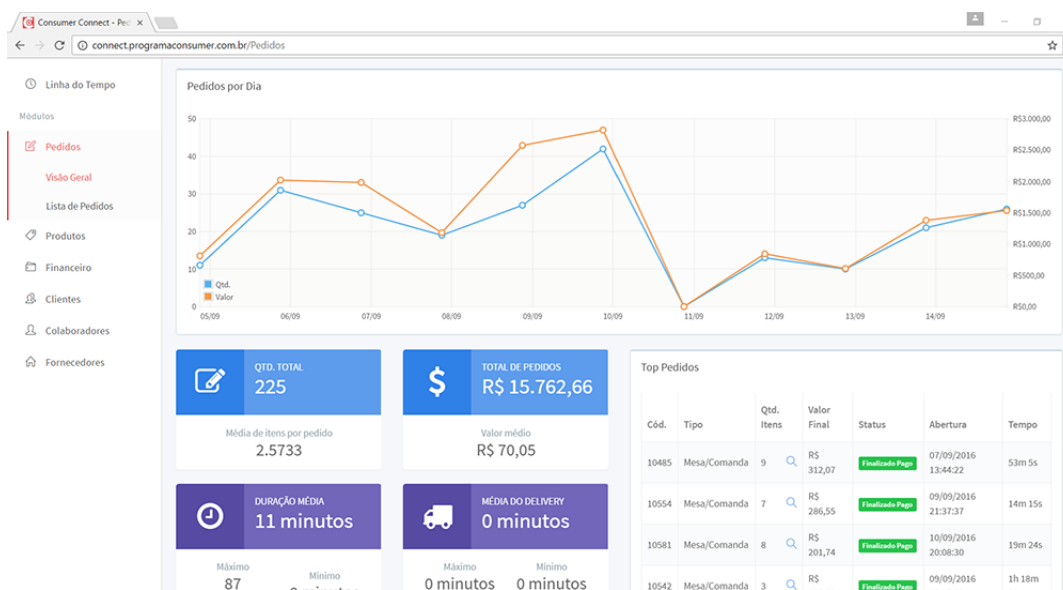 Consumer Connect - Ped
connect.programaconsumer.com.br/Pedidos
Linha do Tempo
Módulos
Pedidos
Visão Geral
Lista de Pedidos
Produtos
Financeiro
Clientes
Colaboradores
Fornecedores
Pedidos por Dia
50
40
30
20
10
0
R$3.000,00
R$2.500,00
R$2.000,00
R$1.500,00
R$1.000,00
R$500,00
R$0,00
Qtd.
Valor
05/09 06/09 07/09 08/09 09/09 10/09 11/09 12/09 13/09 14/09
QTD. TOTAL
225
Média de itens por pedido
2.5733
TOTAL DE PEDIDOS
R$ 15.762,66
Valor médio
R$ 70,05
DURAÇÃO MÉDIA
11 minutos
Máximo
87
Mínimo
MÉDIA DO DELIVERY
0 minutos
Máximo
0 minutos
Mínimo
0 minutos
Top Pedidos
Cód. Tipo Qtd. Itens Valor Final Status Abertura Tempo
10485 Mesa/Comanda 9 R$ 312,07 Finalizado Pago 07/09/2016 13:44:22 53m 5s
10554 Mesa/Comanda 7 R$ 286,55 Finalizado Pago 09/09/2016 21:37:37 14m 15s
10581 Mesa/Comanda 8 R$ 201,74 Finalizado Pago 10/09/2016 20:08:30 19m 24s
10542 Mesa/Comanda 3 R$ Finalizado Pago 09/09/2016 1h 18m